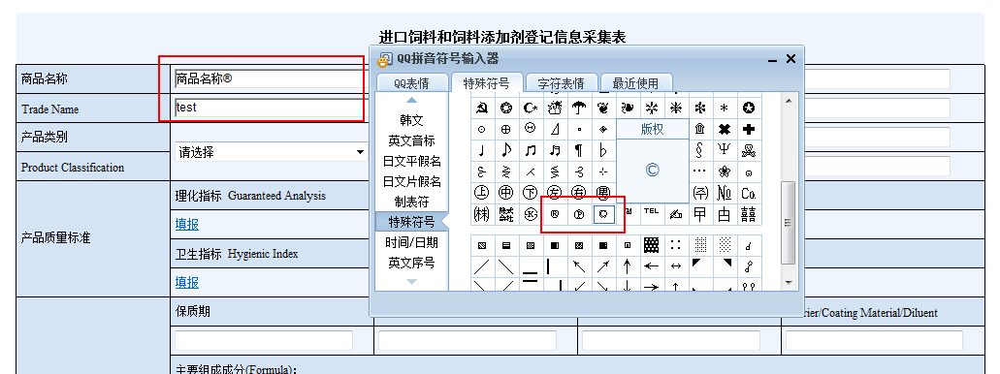 进口饲料和饲料添加剂登记信息采集表
QQ拼音符号输入器
QQ表情 特殊符号 字符表情 最近使用
韩文
英文音标
日文平假名
日文片假名
制表符
特殊符号
时间/日期
英文序号
版权
©
商品名称 商品名称®
Trade Name test
产品类别
Product Classification
请选择
产品质量标准
理化指标 Guaranteed Analysis
填报
卫生指标 Hygienic Index
填报
保质期
rier/Coating Material/Diluent
主要组成成分(Formula):